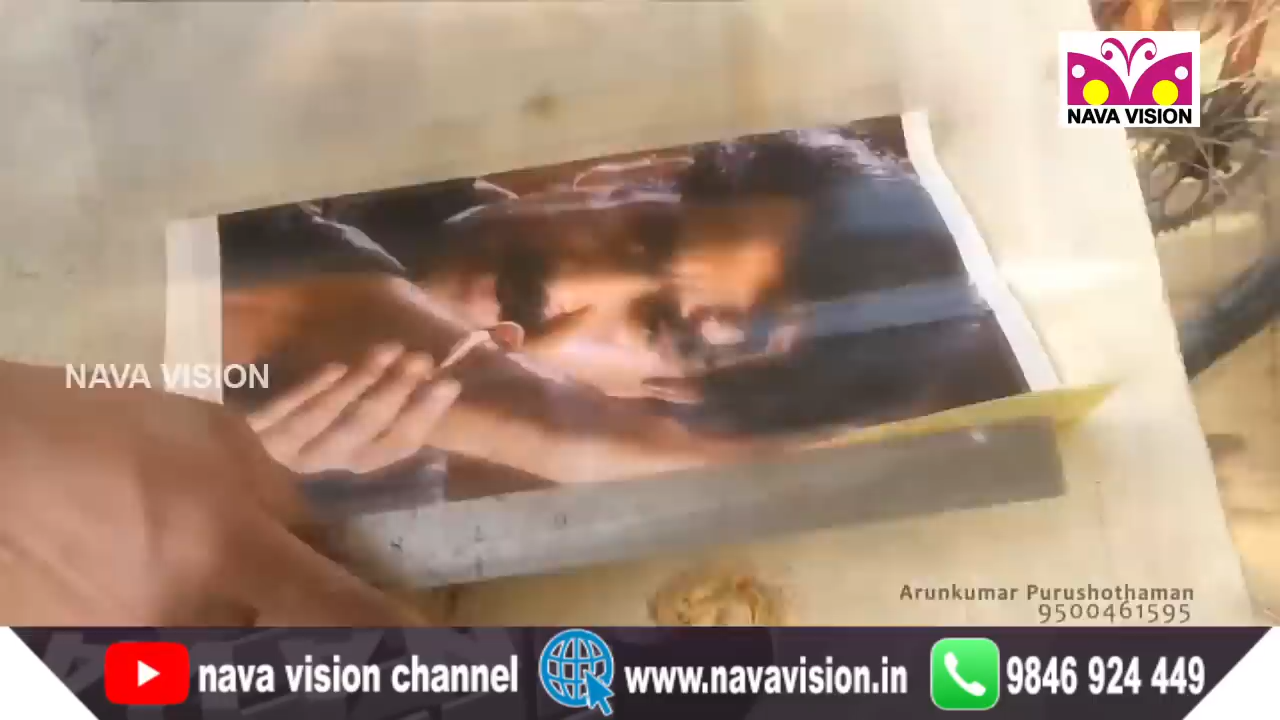 NAVA VISION
NAVA VISION
Arunkumar Purushothaman
9500461595
nava vision channel
www.navavision.in
9846 924 449